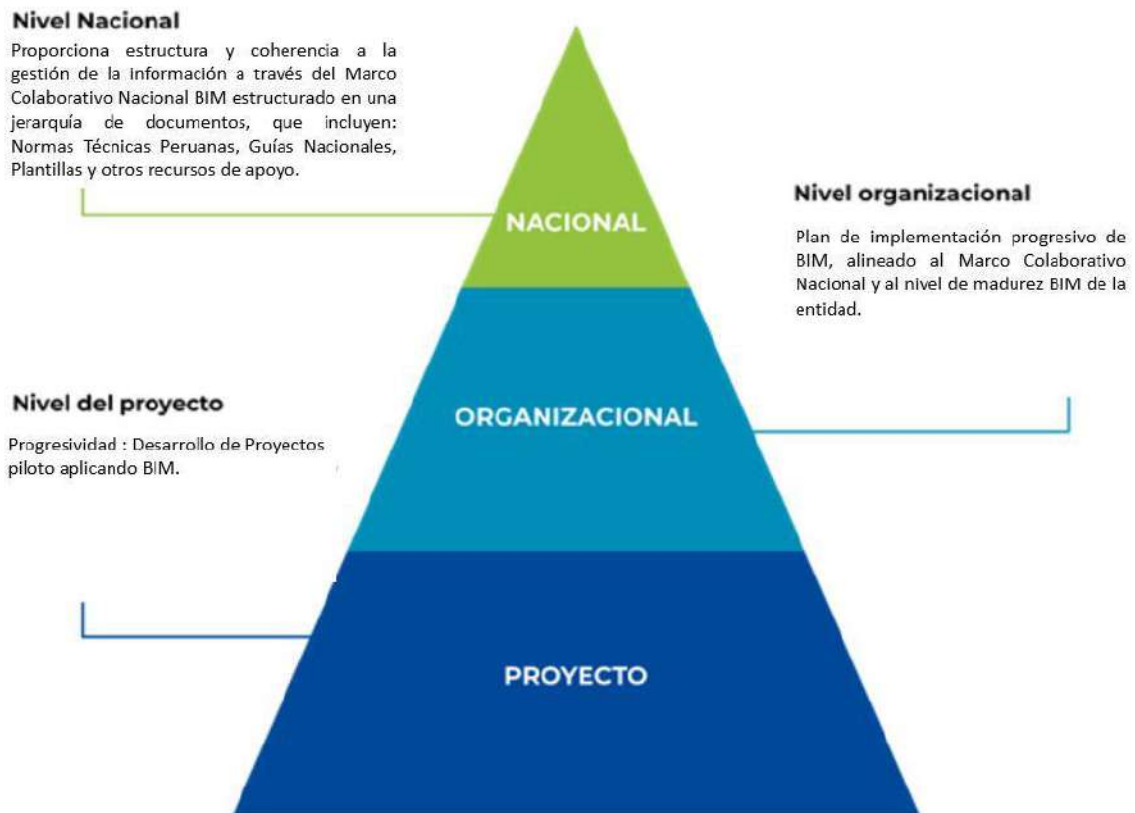 Nivel Nacional
Proporciona estructura y coherencia a la
gestión de la información a través del Marco
Colaborativo Nacional BIM estructurado en una
jerarquía de documentos, que incluyen:
Normas Técnicas Peruanas, Guías Nacionales,
Plantillas y otros recursos de apoyo.
NACIONAL
Nivel organizacional
Plan de implementación progresivo de
BIM, alineado al Marco Colaborativo
Nacional y al nivel de madurez BIM de la
entidad.
Nivel del proyecto
Progresividad : Desarrollo de Proyectos
piloto aplicando BIM.
ORGANIZACIONAL
PROYECTO